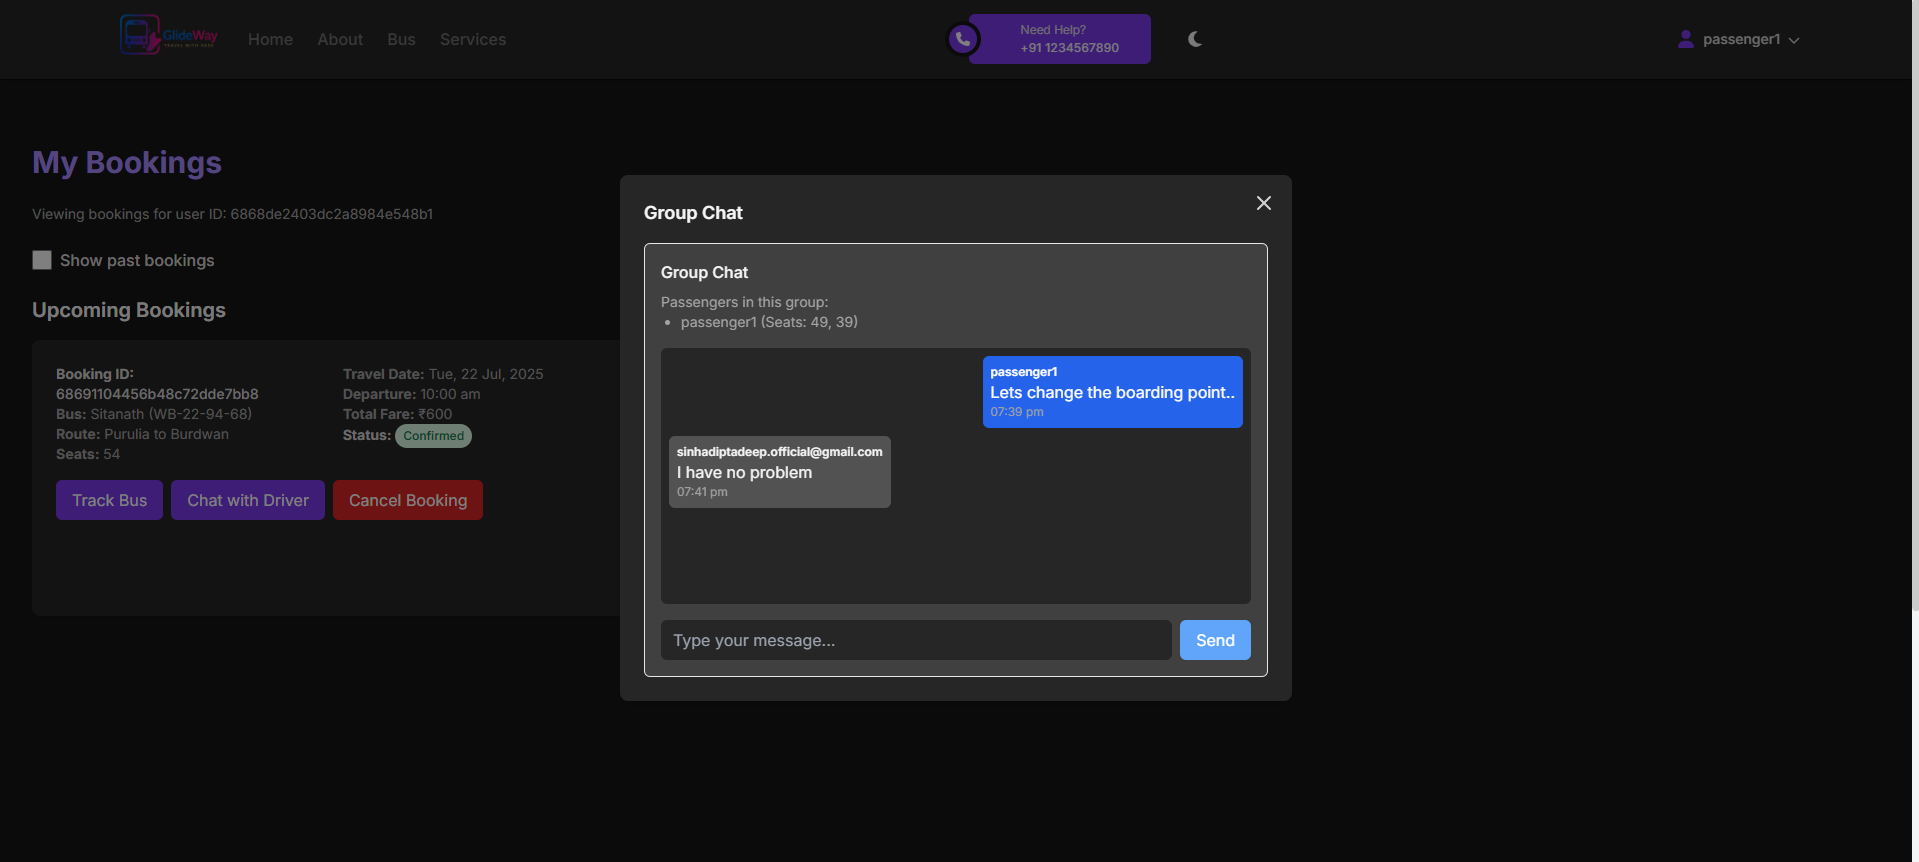 GlideWay
TRAVEL WITH EASE
Home
About
Bus
Services
Need Help?
+91 1234567890
passenger1
My Bookings
Viewing bookings for user ID: 6868de2403dc2a8984e548b1
Show past bookings
Upcoming Bookings
Booking ID:
68691104456b48c72dde7bb8
Bus: Sitanath (WB-22-94-68)
Route: Purulia to Burdwan
Seats: 54
Travel Date: Tue, 22 Jul, 2025
Departure: 10:00 am
Total Fare: ₹600
Status: Confirmed
Track Bus
Chat with Driver
Cancel Booking
Group Chat
Group Chat
Passengers in this group:
• passenger1 (Seats: 49, 39)
passenger1
Lets change the boarding point..
07:39 pm
sinhadiptadeep.official@gmail.com
I have no problem
07:41 pm
Type your message...
Send